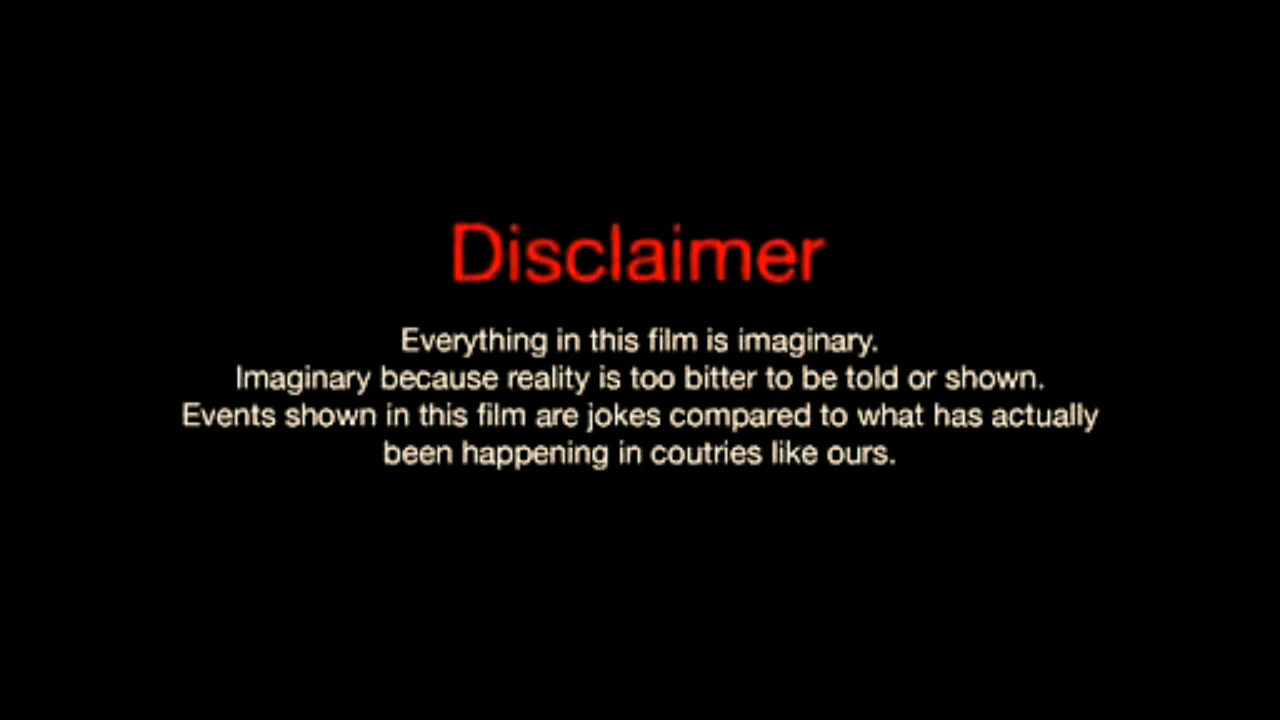 Disclaimer
Everything in this film is imaginary.
Imaginary because reality is too bitter to be told or shown.
Events shown in this film are jokes compared to what has actually
been happening in coutries like ours.